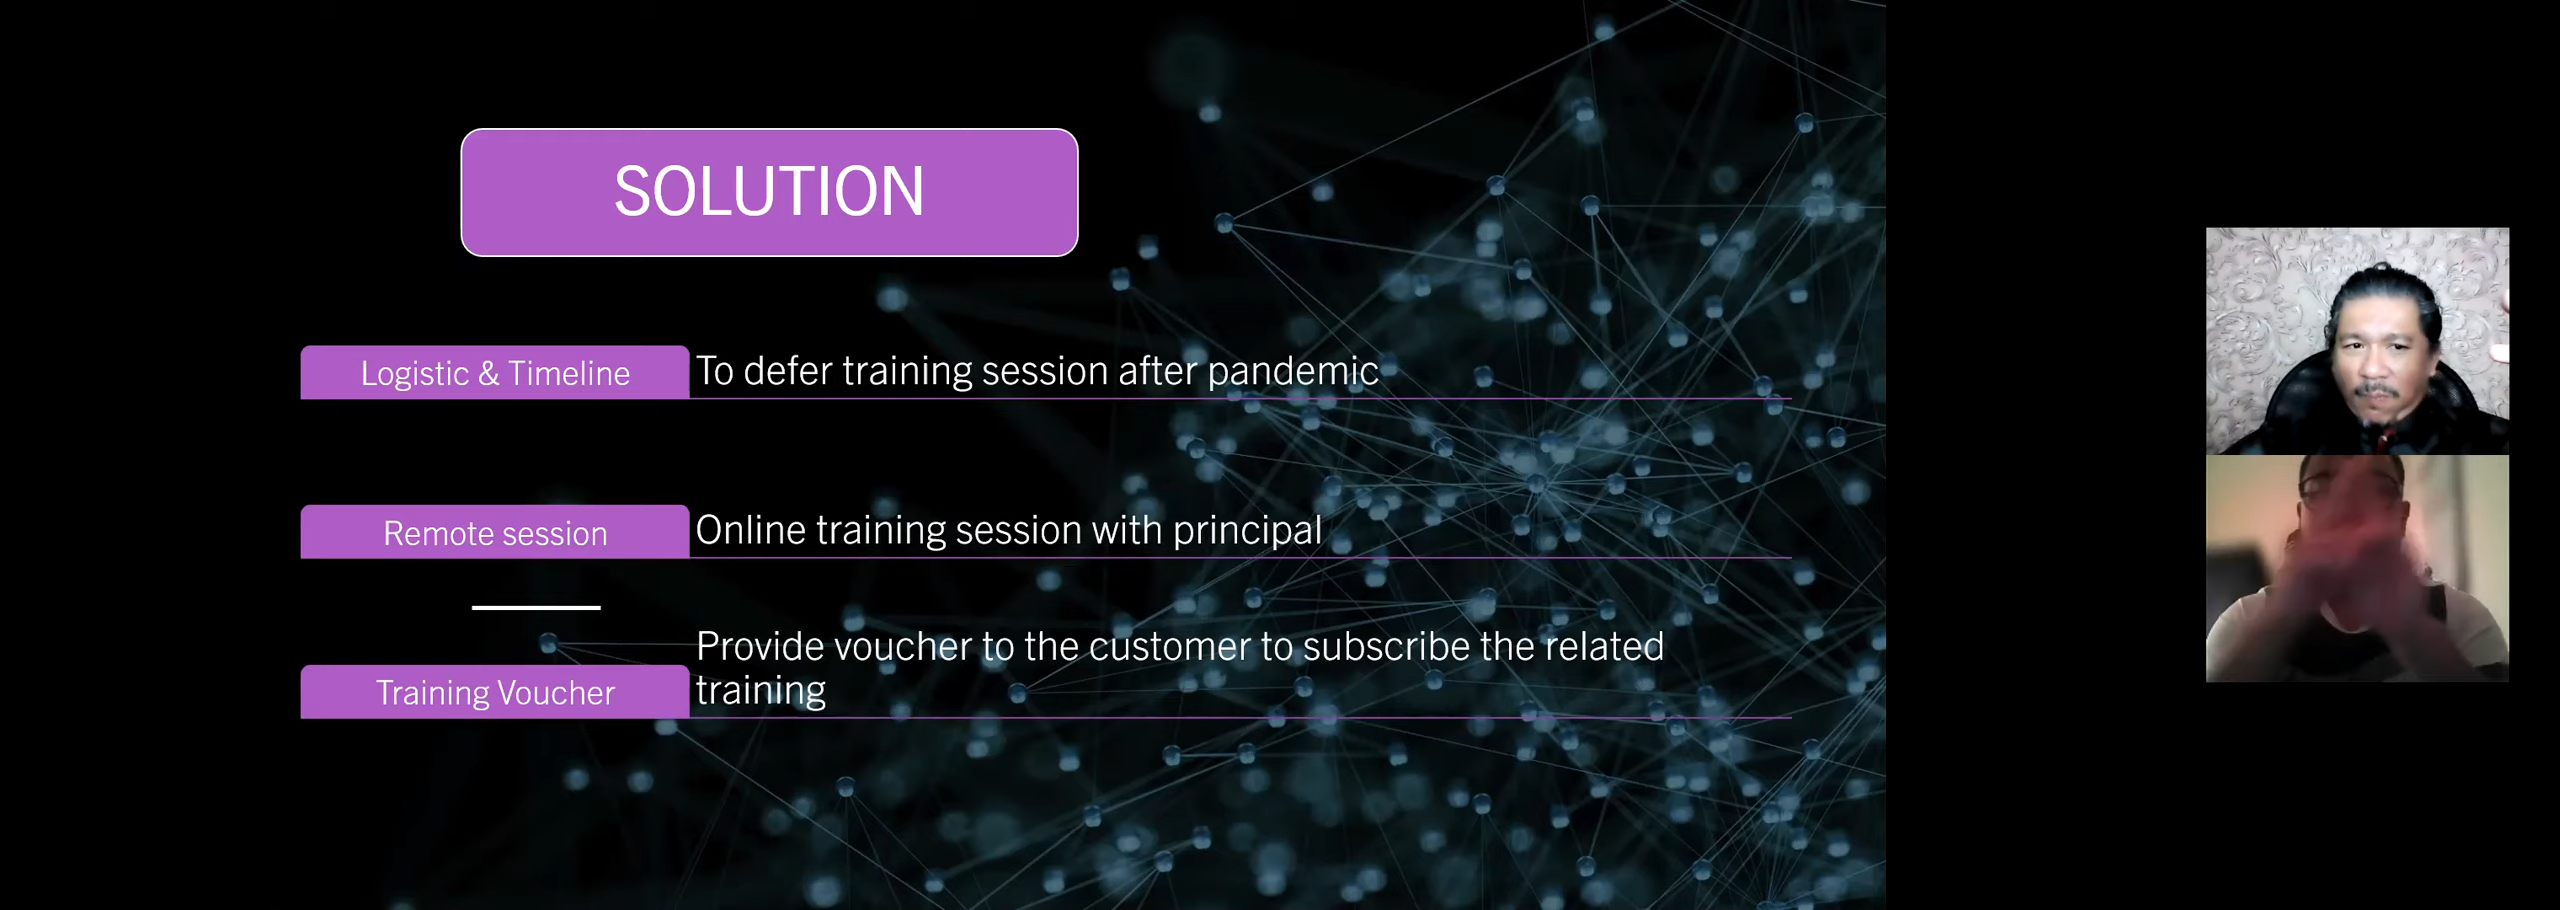 SOLUTION
Logistic & Timeline
To defer training session after pandemic
Remote session
Online training session with principal
Training Voucher
Provide voucher to the customer to subscribe the related
training